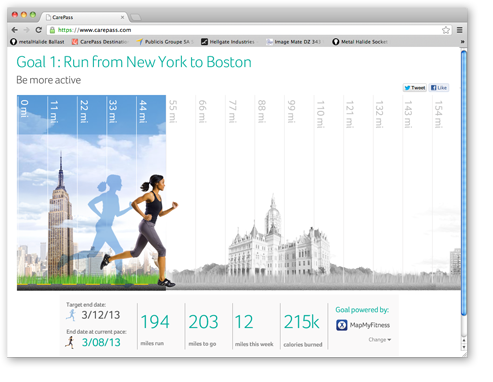 CarePass
https://www.carepass.com
metalHalide Ballast
CarePass Destination
Publicis Groupe SA
Hellgate Industries
Image Mate DZ 343
Metal Halide Socket
Goal 1: Run from New York to Boston
Be more active
Tweet
Like
0 mi
11 mi
22 mi
33 mi
44 mi
55 mi
66 mi
77 mi
88 mi
99 mi
110 mi
121 mi
132 mi
143 mi
154 mi
Target end date:
3/12/13
End date at current pace:
3/08/13
194
miles run
203
miles to go
12
miles this week
215k
calories burned
Goal powered by:
MapMyFitness
Change